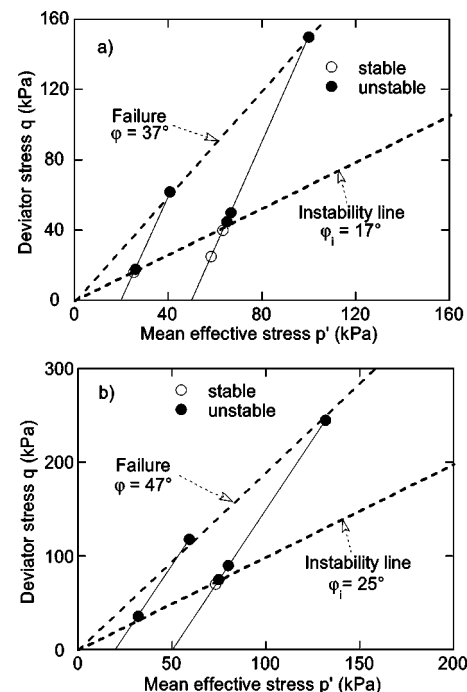 160
a)
stable
unstable
Failure
φ = 37°
120
80
40
0
Instability line
φi = 17°
Deviator stress q (kPa)
0 40 80 120 160
Mean effective stress p' (kPa)
300
b)
stable
unstable
Failure
φ = 47°
200
100
0
Instability line
φi = 25°
Deviator stress q (kPa)
0 50 100 150 200
Mean effective stress p' (kPa)